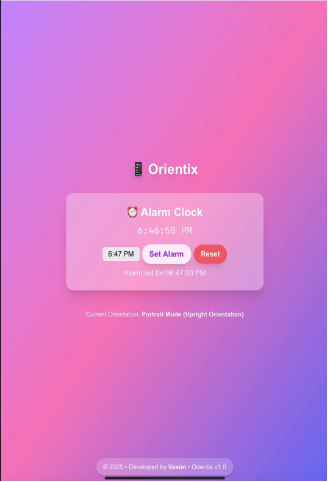 📱 Orientix
⏰ Alarm Clock
6:46:59 PM
6:47 PM Set Alarm Reset
Alarm set for 06:47:00 PM
Current Orientation: Portrait Mode (Upright Orientation)
© 2025 • Developed by Vasim • Orientix v1.0